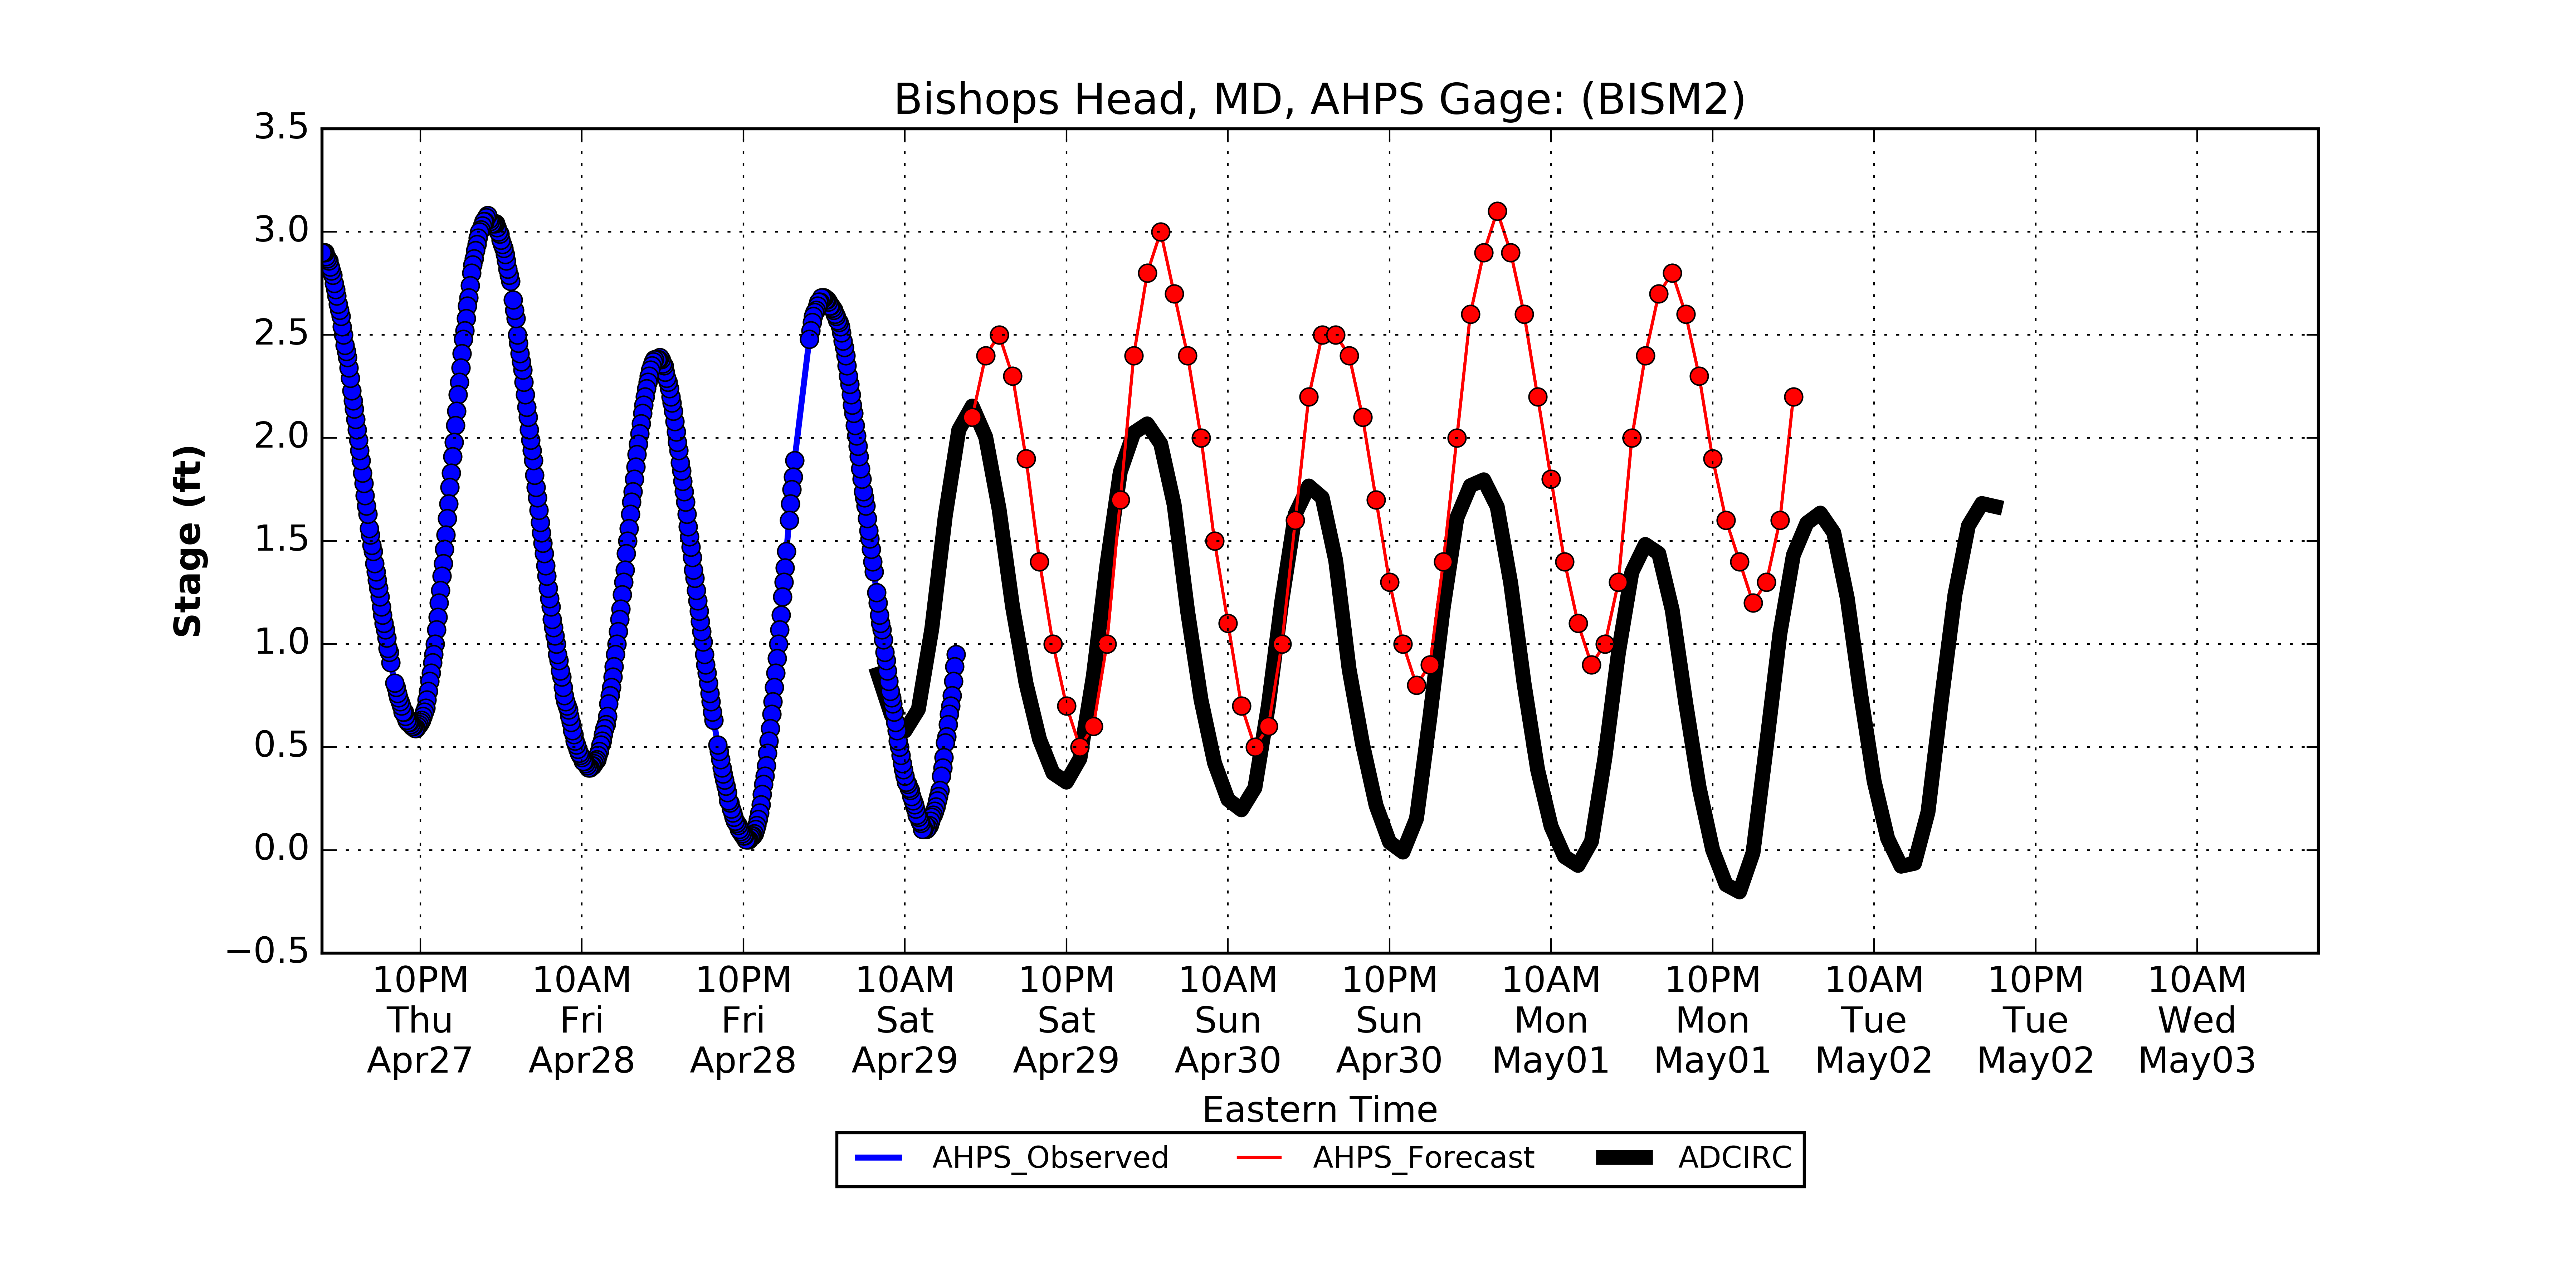 Bishops Head, MD, AHPS Gage: (BISM2)
3.5
3.0
2.5
2.0
1.5
1.0
0.5
0.0
−0.5
Stage (ft)
10PM 10AM 10PM 10AM 10PM 10AM 10PM 10AM 10PM 10AM 10PM 10AM
Thu Fri Fri Sat Sat Sun Sun Mon Mon Tue Tue Wed
Apr27 Apr28 Apr28 Apr29 Apr29 Apr30 Apr30 May01 May01 May02 May02 May03
Eastern Time
AHPS_Observed AHPS_Forecast ADCIRC